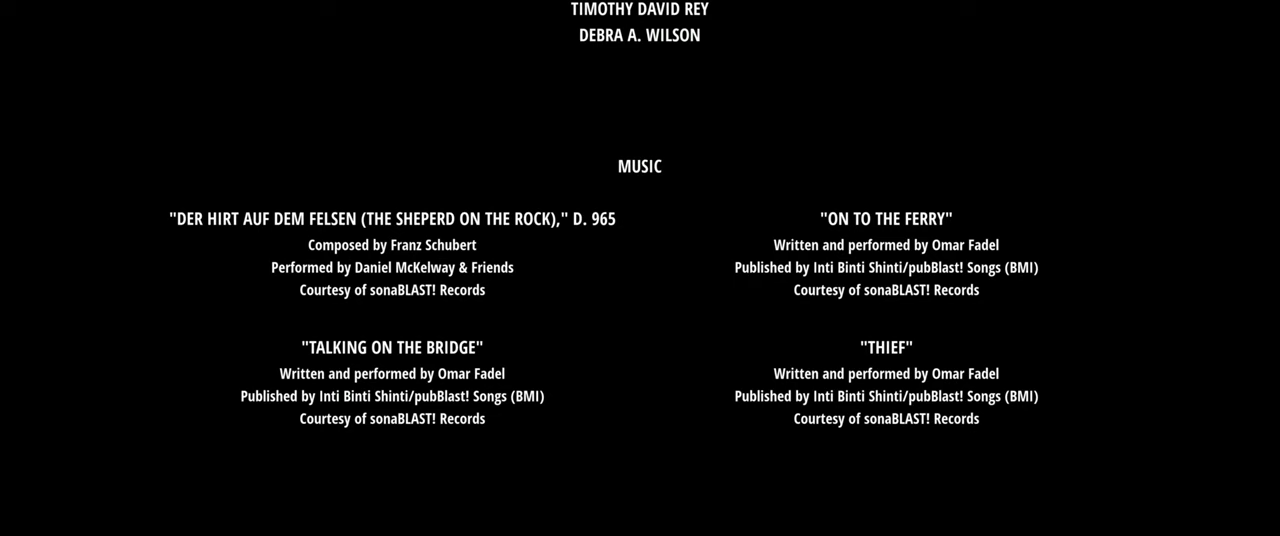 TIMOTHY DAVID REY
DEBRA A. WILSON
MUSIC
"DER HIRT AUF DEM FELSEN (THE SHEPERD ON THE ROCK)," D. 965
Composed by Franz Schubert
Performed by Daniel McKelway & Friends
Courtesy of sonaBLAST! Records
"ON TO THE FERRY"
Written and performed by Omar Fadel
Published by Inti Binti Shinti/pubBlast! Songs (BMI)
Courtesy of sonaBLAST! Records
"TALKING ON THE BRIDGE"
Written and performed by Omar Fadel
Published by Inti Binti Shinti/pubBlast! Songs (BMI)
Courtesy of sonaBLAST! Records
"THIEF"
Written and performed by Omar Fadel
Published by Inti Binti Shinti/pubBlast! Songs (BMI)
Courtesy of sonaBLAST! Records